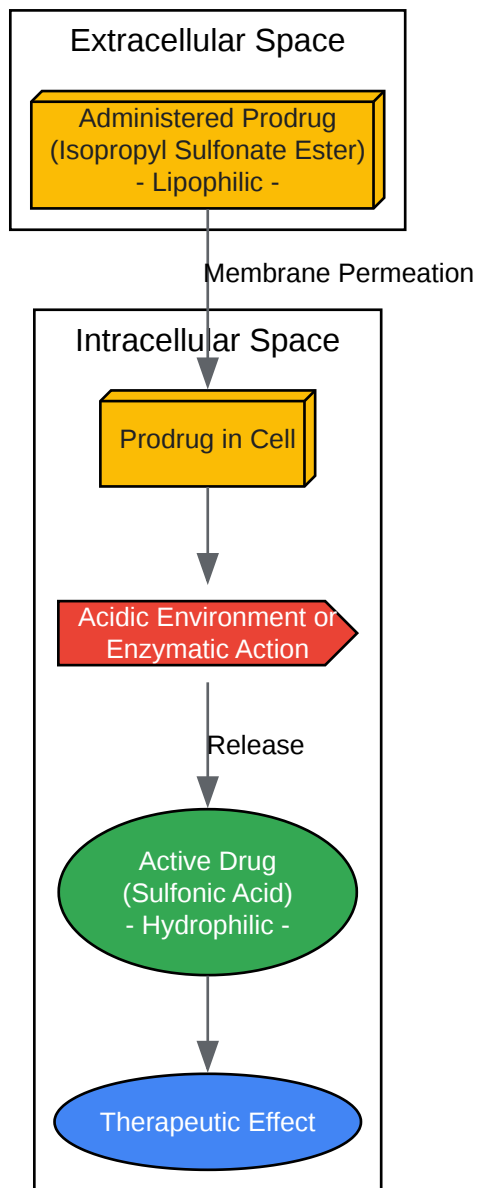 Extracellular Space
Administered Prodrug
(Isopropyl Sulfonate Ester)
- Lipophilic -
Membrane Permeation
Intracellular Space
Prodrug in Cell
Acidic Environment or
Enzymatic Action
Release
Active Drug
(Sulfonic Acid)
- Hydrophilic -
Therapeutic Effect